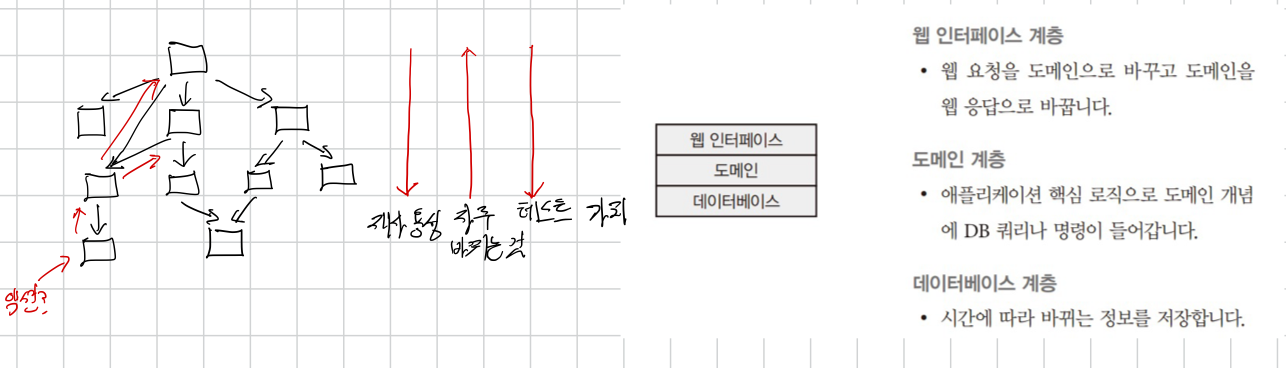 재사용성 자주 테스트 가치
바뀌는 것
웹 인터페이스
도메인
데이터베이스
웹 인터페이스 계층
• 웹 요청을 도메인으로 바꾸고 도메인을
웹 응답으로 바꿉니다.
도메인 계층
• 애플리케이션 핵심 로직으로 도메인 개념
에 DB 쿼리나 명령이 들어갑니다.
데이터베이스 계층
• 시간에 따라 바뀌는 정보를 저장합니다.